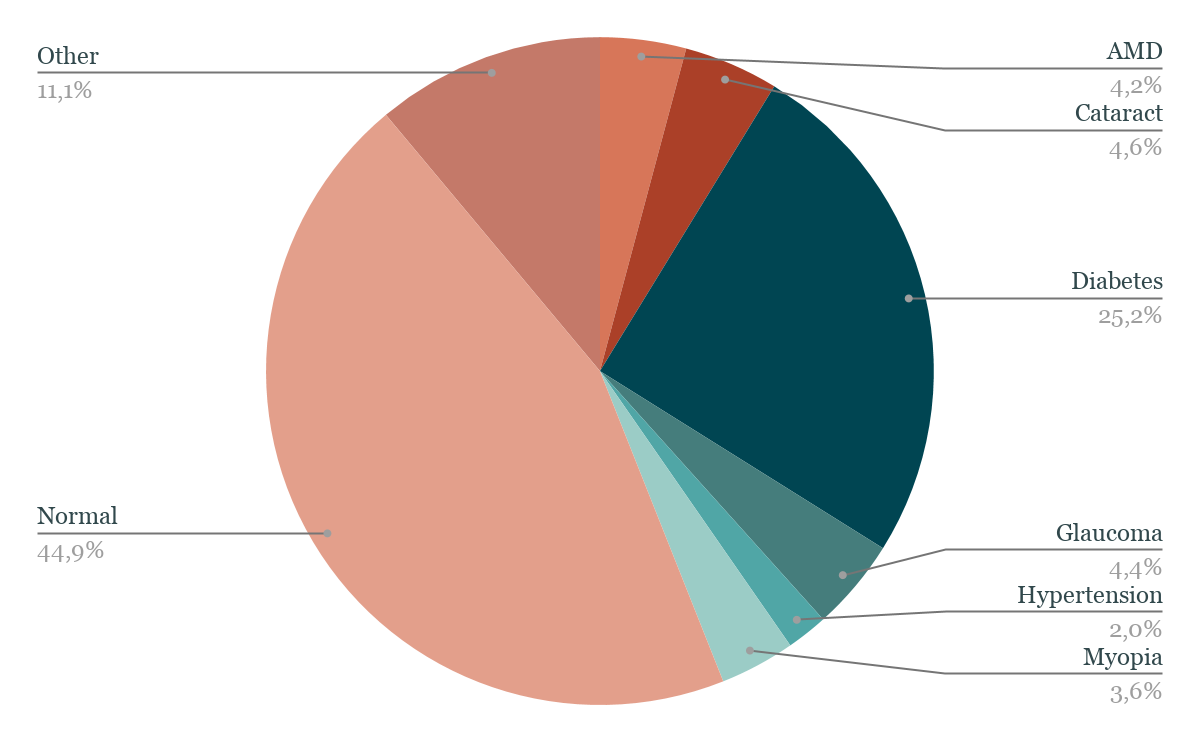 Other
11,1%
AMD
4,2%
Cataract
4,6%
Diabetes
25,2%
Normal
44,9%
Glaucoma
4,4%
Hypertension
2,0%
Myopia
3,6%